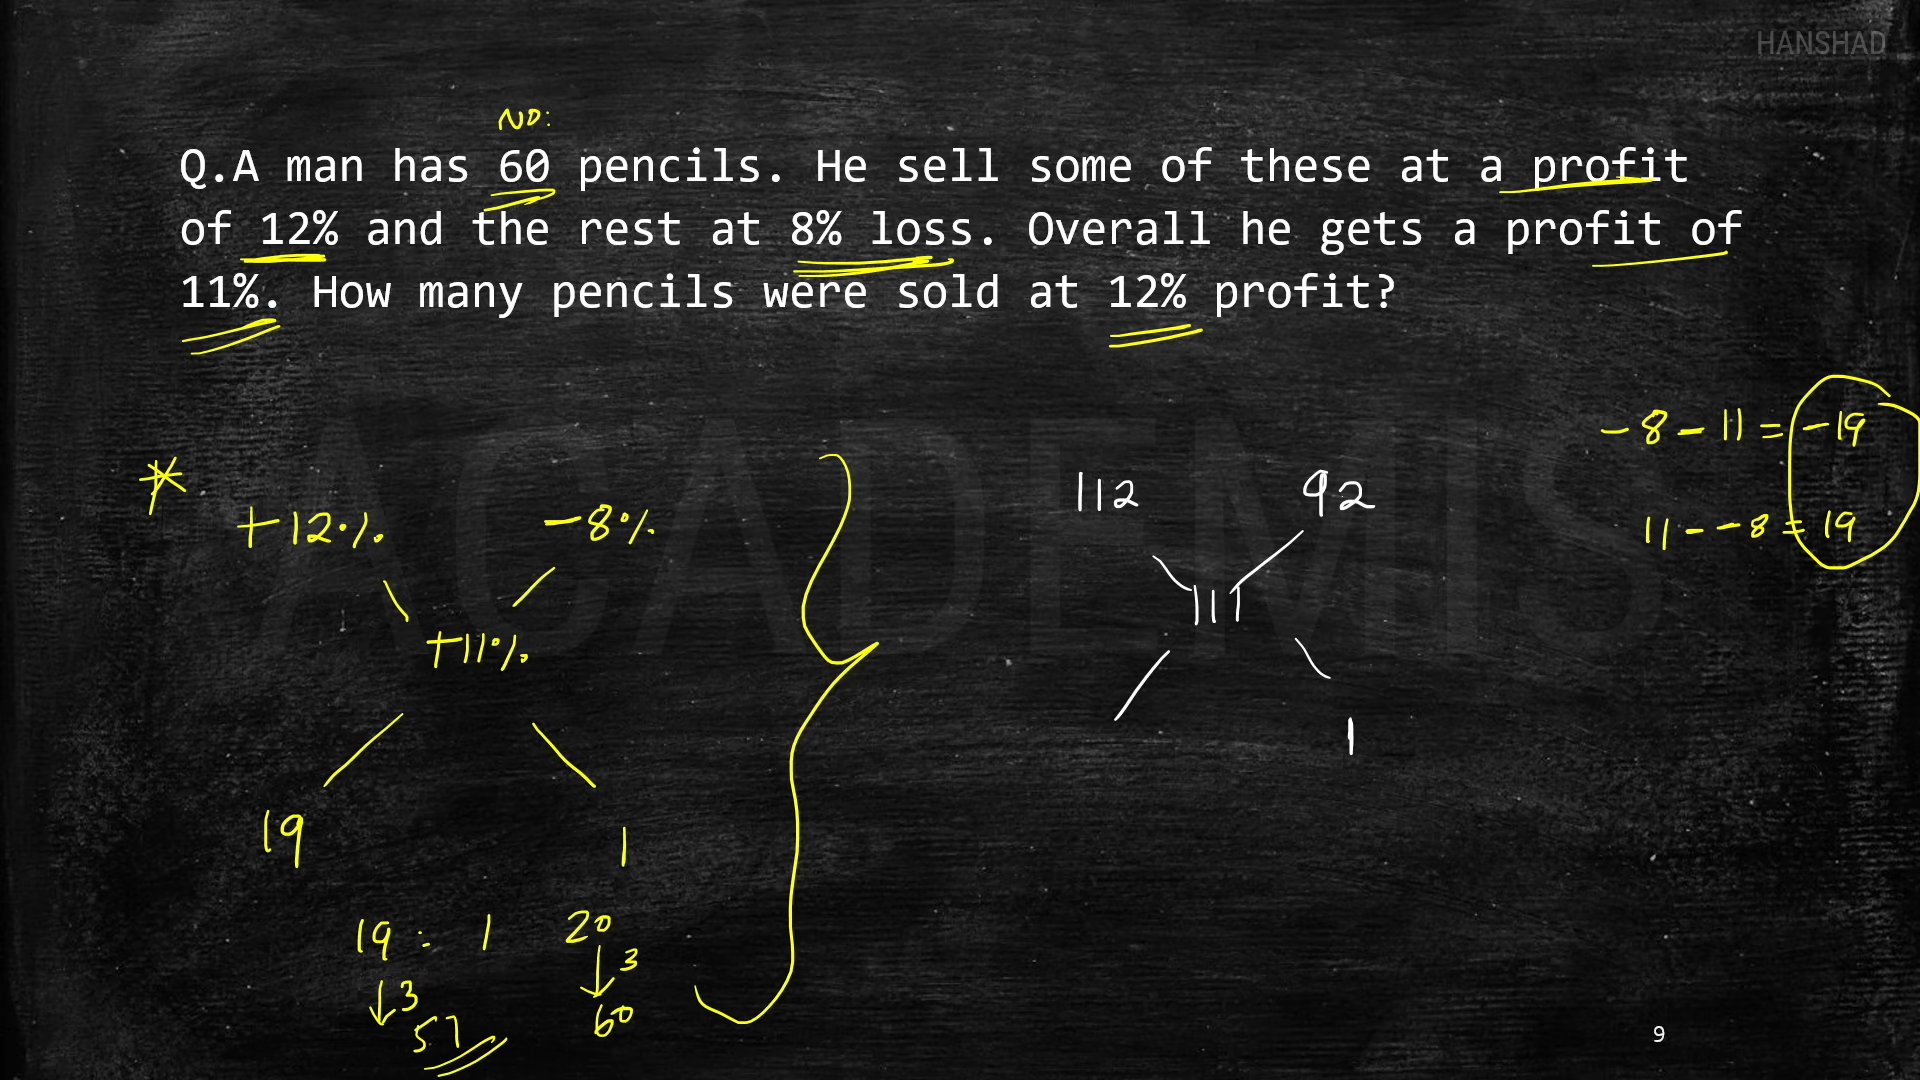 HANSHAD
NO:
Q.A man has 60 pencils. He sell some of these at a profit
of 12% and the rest at 8% loss. Overall he gets a profit of
11%. How many pencils were sold at 12% profit?
ACADEMIS
-8-11=-19
11--8=19
+12%. -8%.
+11%.
19 1
19 : 1 20
3 3
57 60
112 92
111
1
9